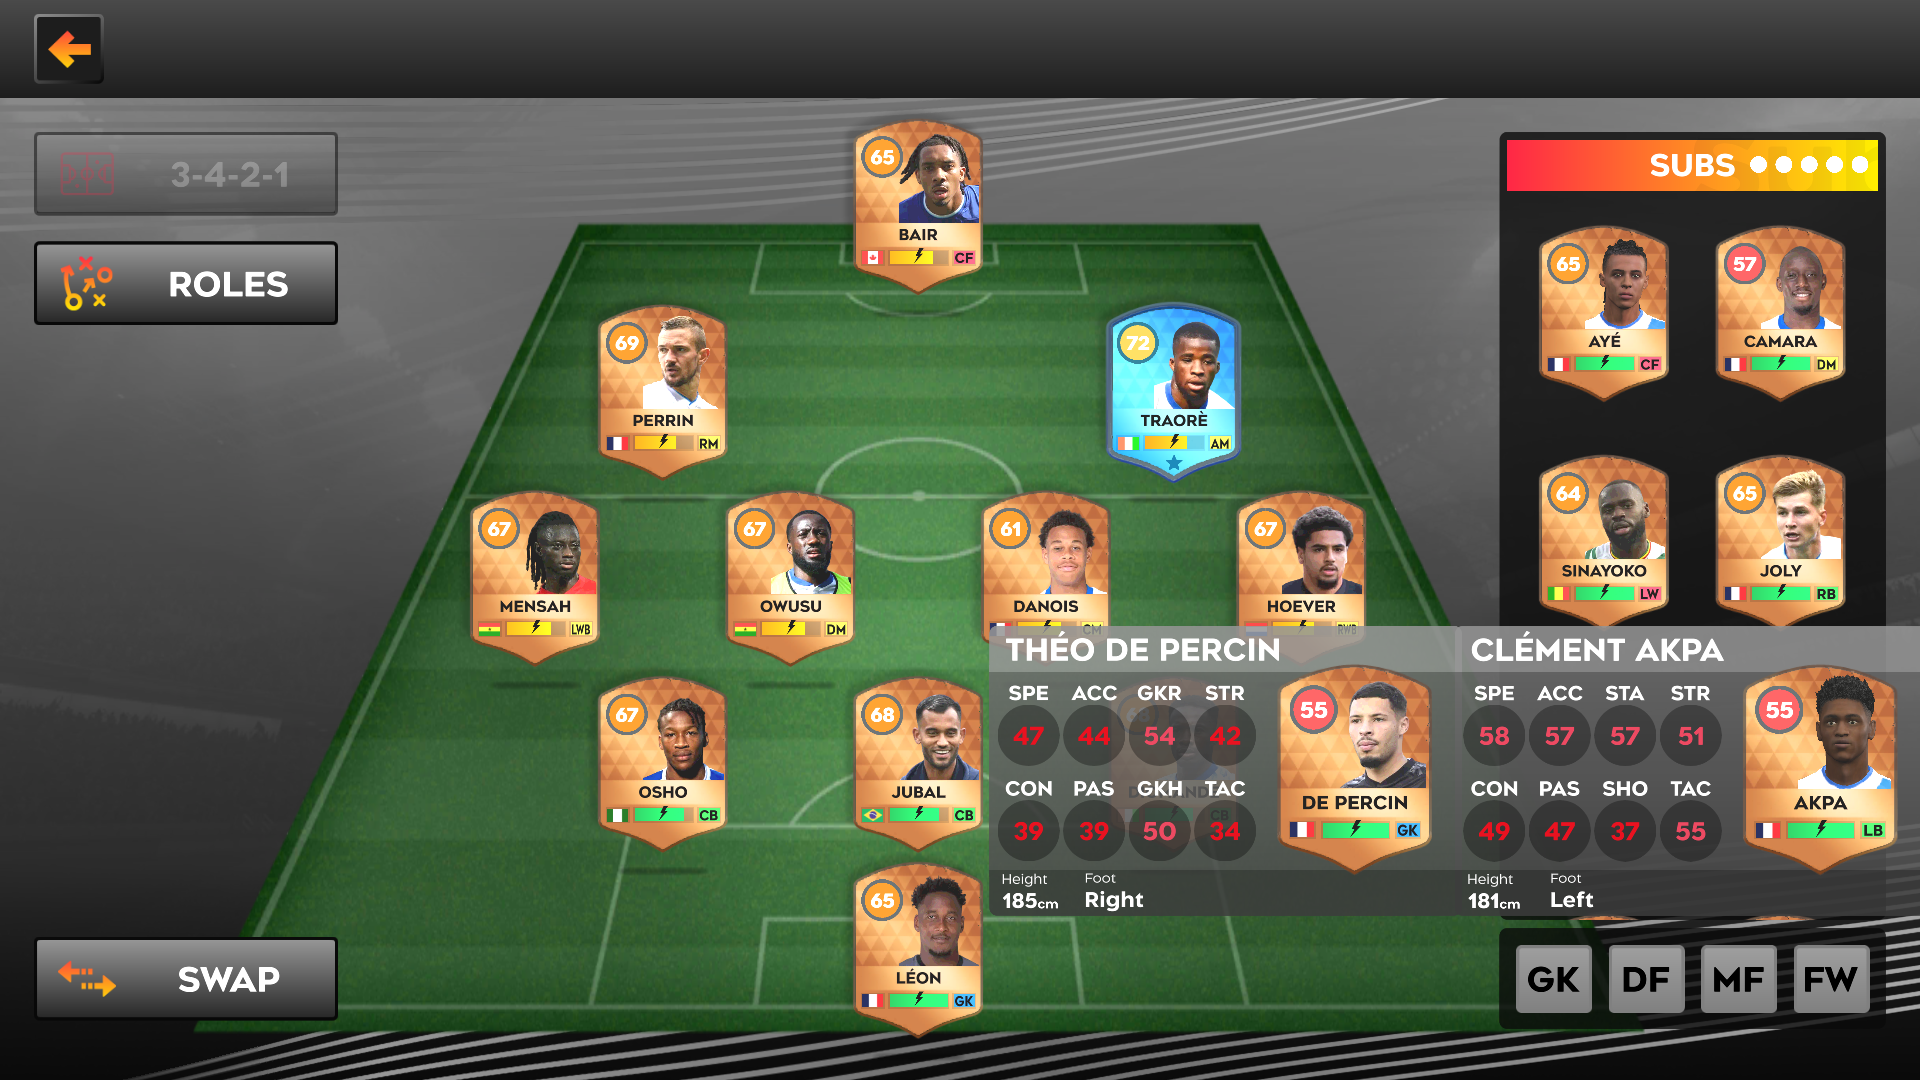 3-4-2-1
ROLES
SWAP
65
BAIR
CF
69
PERRIN
RM
72
TRAORÈ
AM
67
MENSAH
LWB
67
OWUSU
DM
61
DANOIS
CM
67
HOEVER
RWB
67
OSHO
CB
68
JUBAL
CB
CB
65
LÉON
GK
SUBS
65
AYÉ
CF
57
CAMARA
DM
64
SINAYOKO
LW
65
JOLY
RB
THÉO DE PERCIN
SPE ACC GKR STR
47 44 54 42
CON PAS GKH TAC
39 39 50 34
Height Foot
185cm Right
55
DE PERCIN
GK
CLÉMENT AKPA
SPE ACC STA STR
58 57 57 51
CON PAS SHO TAC
49 47 37 55
Height Foot
181cm Left
55
AKPA
LB
GK DF MF FW